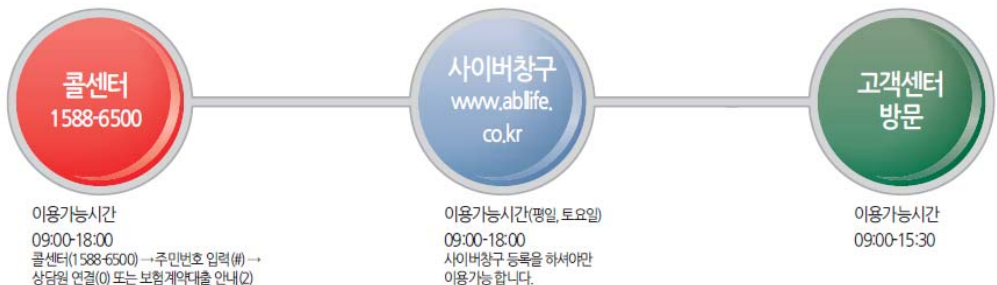 콜센터
1588-6500
이용가능시간
09:00-18:00
콜센터(1588-6500) →주민번호 입력(#) →
상담원 연결(0) 또는 보험계약대출 안내(2)
사이버창구
www.abllife.
co.kr
이용가능시간(평일, 토요일)
09:00-18:00
사이버창구 등록을 하셔야만
이용가능 합니다.
고객센터
방문
이용가능시간
09:00-15:30